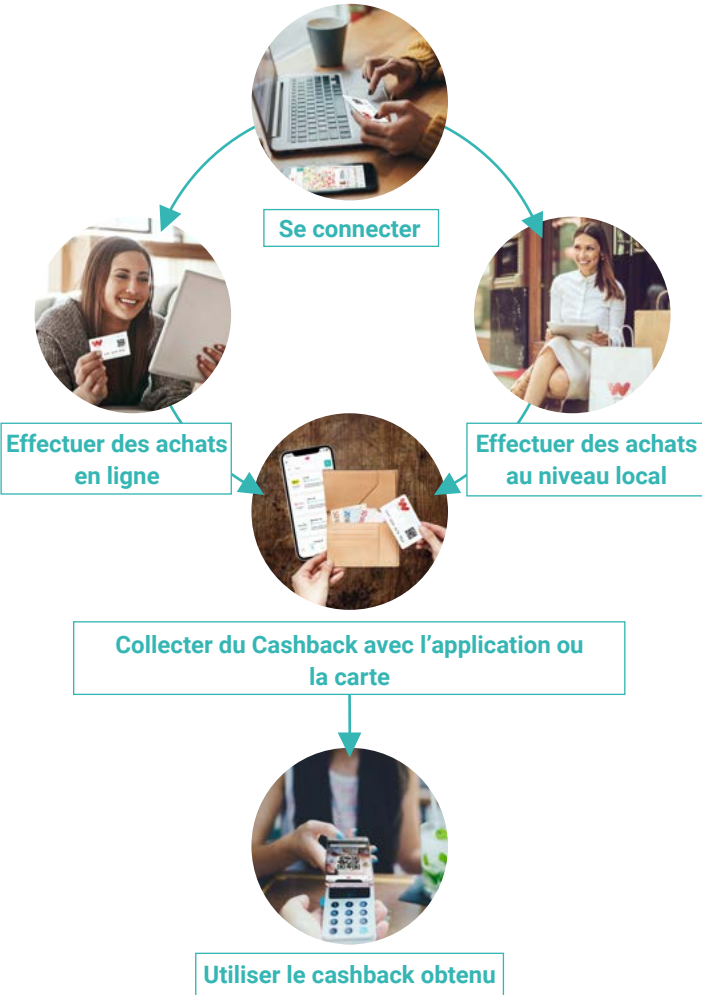 Se connecter
Effectuer des achats
en ligne
Effectuer des achats
au niveau local
Collecter du Cashback avec l’application ou
la carte
Utiliser le cashback obtenu